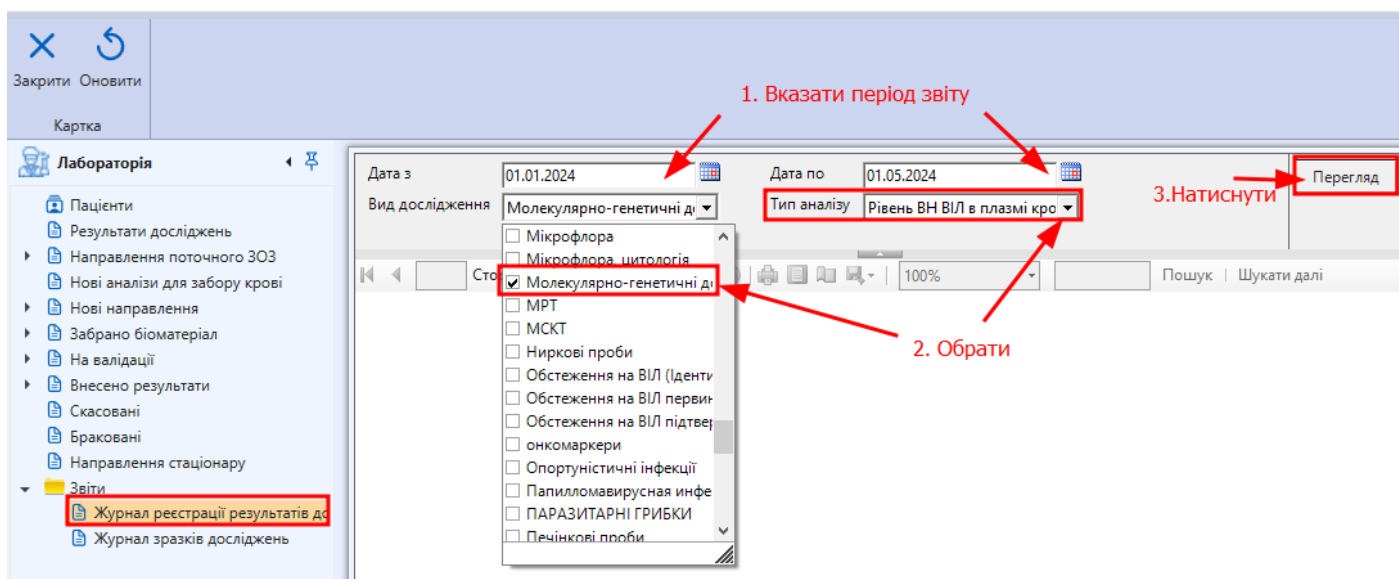 Закрити Оновити
Картка
1. Вказати період звіту
Лабораторія
Пацієнти
Результати досліджень
Направлення поточного ЗОЗ
Нові аналізи для забору крові
Нові направлення
Забрано біоматеріал
На валідації
Внесено результати
Скасовані
Браковані
Направлення стаціонару
Звіти
Журнал реєстрації результатів до
Журнал зразків досліджень
Дата з 01.01.2024 Дата по 01.05.2024
Вид дослідження Молекулярно-генетичні д Тип аналізу Рівень ВН ВІЛ в плазмі кро
3.Натиснути
Перегляд
Сто 100% Пошук | Шукати далі
Мікрофлора
Мікрофлора, цитологія
Молекулярно-генетичні д
МРТ
МСКТ
Ниркові проби
Обстеження на ВІЛ (Іденти
Обстеження на ВІЛ первин
Обстеження на ВІЛ підтвер
онкомаркери
Опортуністичні інфекції
Папилломавирусная инфе
ПАРАЗИТАРНІ ГРИБКИ
Печінкові проби
2. Обрати